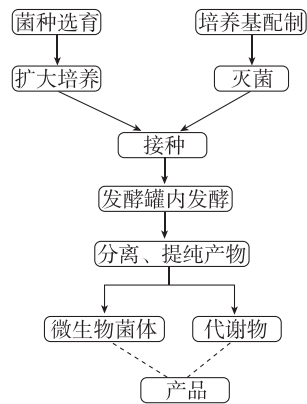 菌种选育
培养基配制
扩大培养
灭菌
接种
发酵罐内发酵
分离、提纯产物
微生物菌体
代谢物
产品